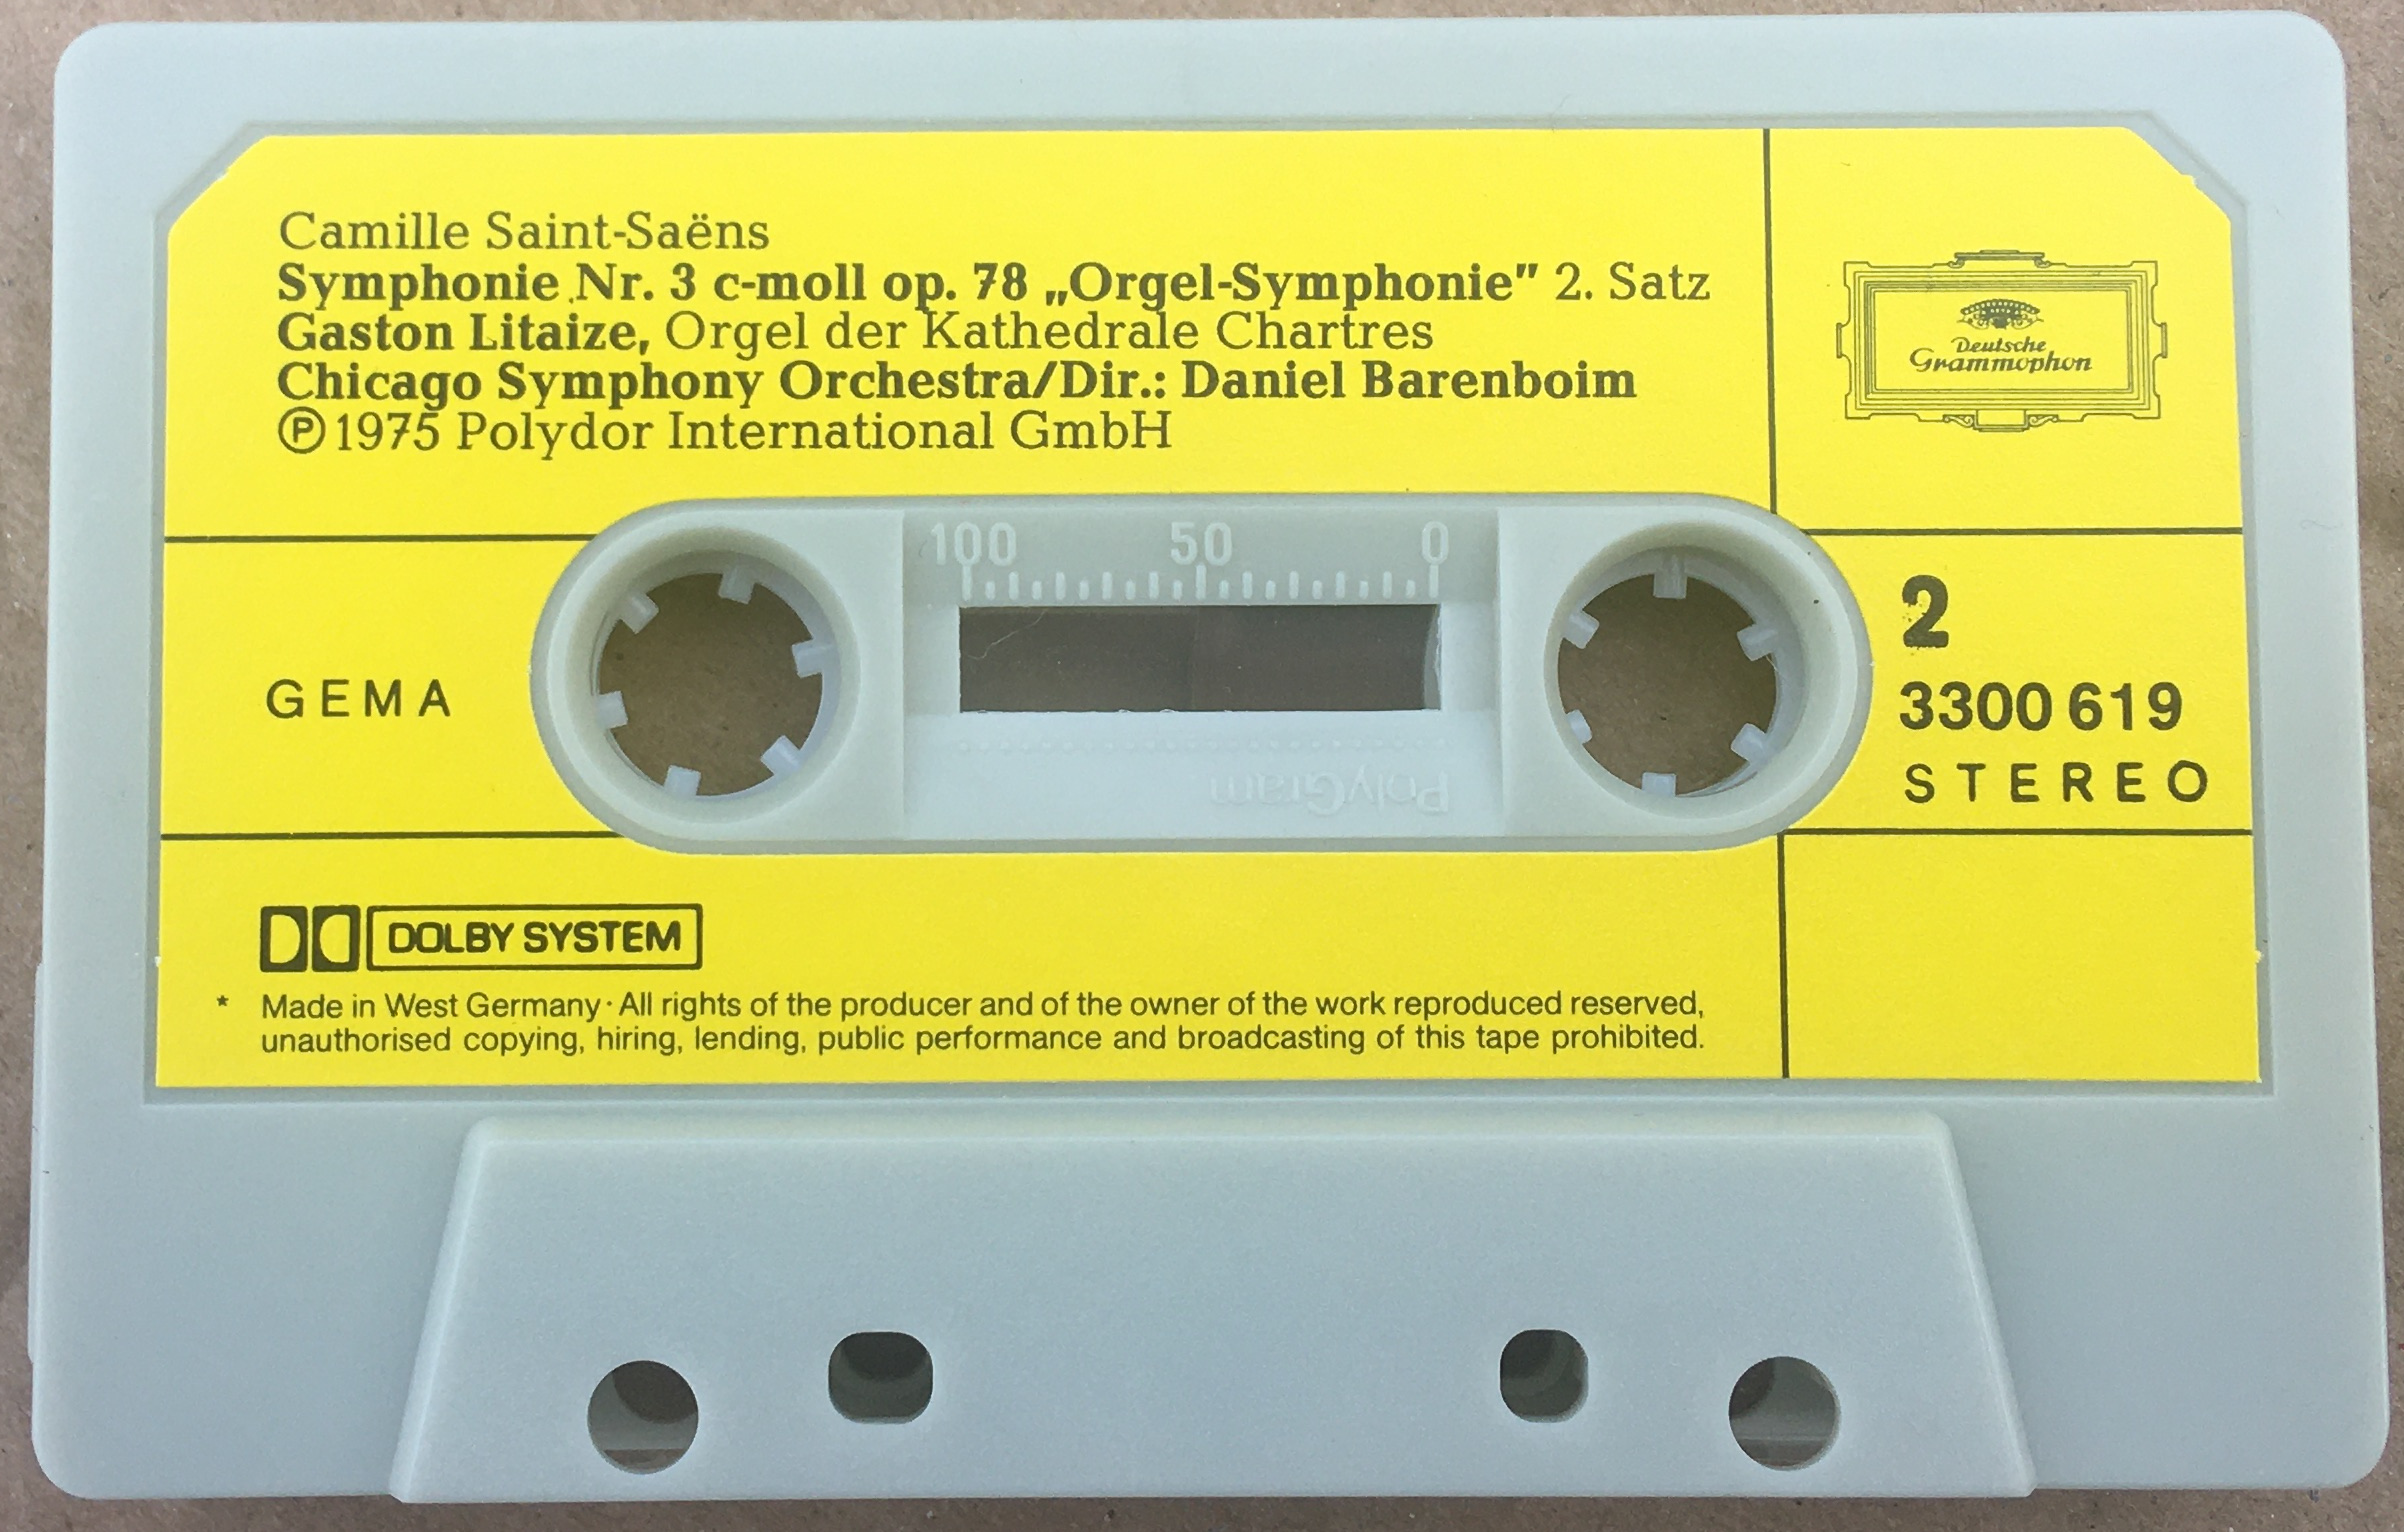 Camille Saint-Saëns
Symphonie Nr. 3 c-moll op. 78 „Orgel-Symphonie" 2. Satz
Gaston Litaize, Orgel der Kathedrale Chartres
Chicago Symphony Orchestra/Dir.: Daniel Barenboim
℗ 1975 Polydor International GmbH
Deutsche
Grammophon
100 50 0
GEMA
2
3300 619
STEREO
PolyGram
DOLBY SYSTEM
* Made in West Germany · All rights of the producer and of the owner of the work reproduced reserved,
unauthorised copying, hiring, lending, public performance and broadcasting of this tape prohibited.